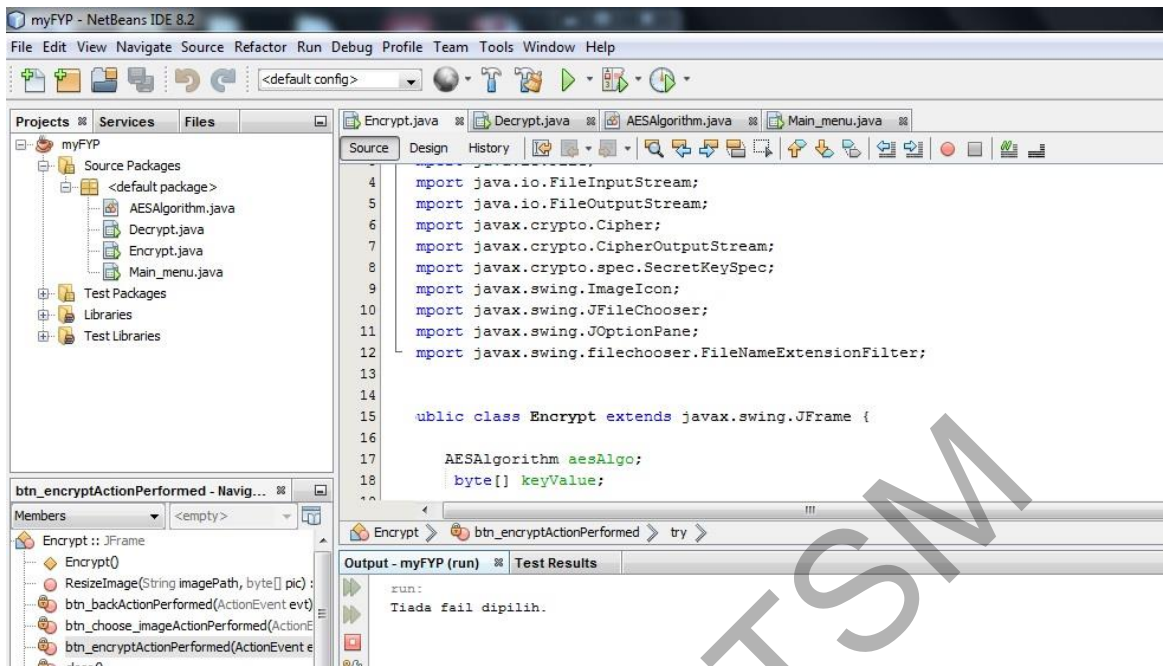 myFYP - NetBeans IDE 8.2
File Edit View Navigate Source Refactor Run Debug Profile Team Tools Window Help
<default config>
Projects Services Files
myFYP
Source Packages
<default package>
AESAlgorithm.java
Decrypt.java
Encrypt.java
Main_menu.java
Test Packages
Libraries
Test Libraries
Encrypt.java Decrypt.java AESAlgorithm.java Main_menu.java
Source Design History
4 mport java.io.FileInputStream;
5 mport java.io.FileOutputStream;
6 mport javax.crypto.Cipher;
7 mport javax.crypto.CipherOutputStream;
8 mport javax.crypto.spec.SecretKeySpec;
9 mport javax.swing.ImageIcon;
10 mport javax.swing.JFileChooser;
11 mport javax.swing.JOptionPane;
12 mport javax.swing.filechooser.FileNameExtensionFilter;
13
14
15 ublic class Encrypt extends javax.swing.JFrame {
16
17 AESAlgorithm aesAlgo;
18 byte[] keyValue;
Encrypt btn_encryptActionPerformed try
btn_encryptActionPerformed - Navig...
Members <empty>
Encrypt :: JFrame
Encrypt()
ResizeImage(String imagePath, byte[] pic) :
btn_backActionPerformed(ActionEvent evt)
btn_choose_imageActionPerformed(ActionE
btn_encryptActionPerformed(ActionEvent e
Output - myFYP (run) Test Results
run:
Tiada fail dipilih.
TSM